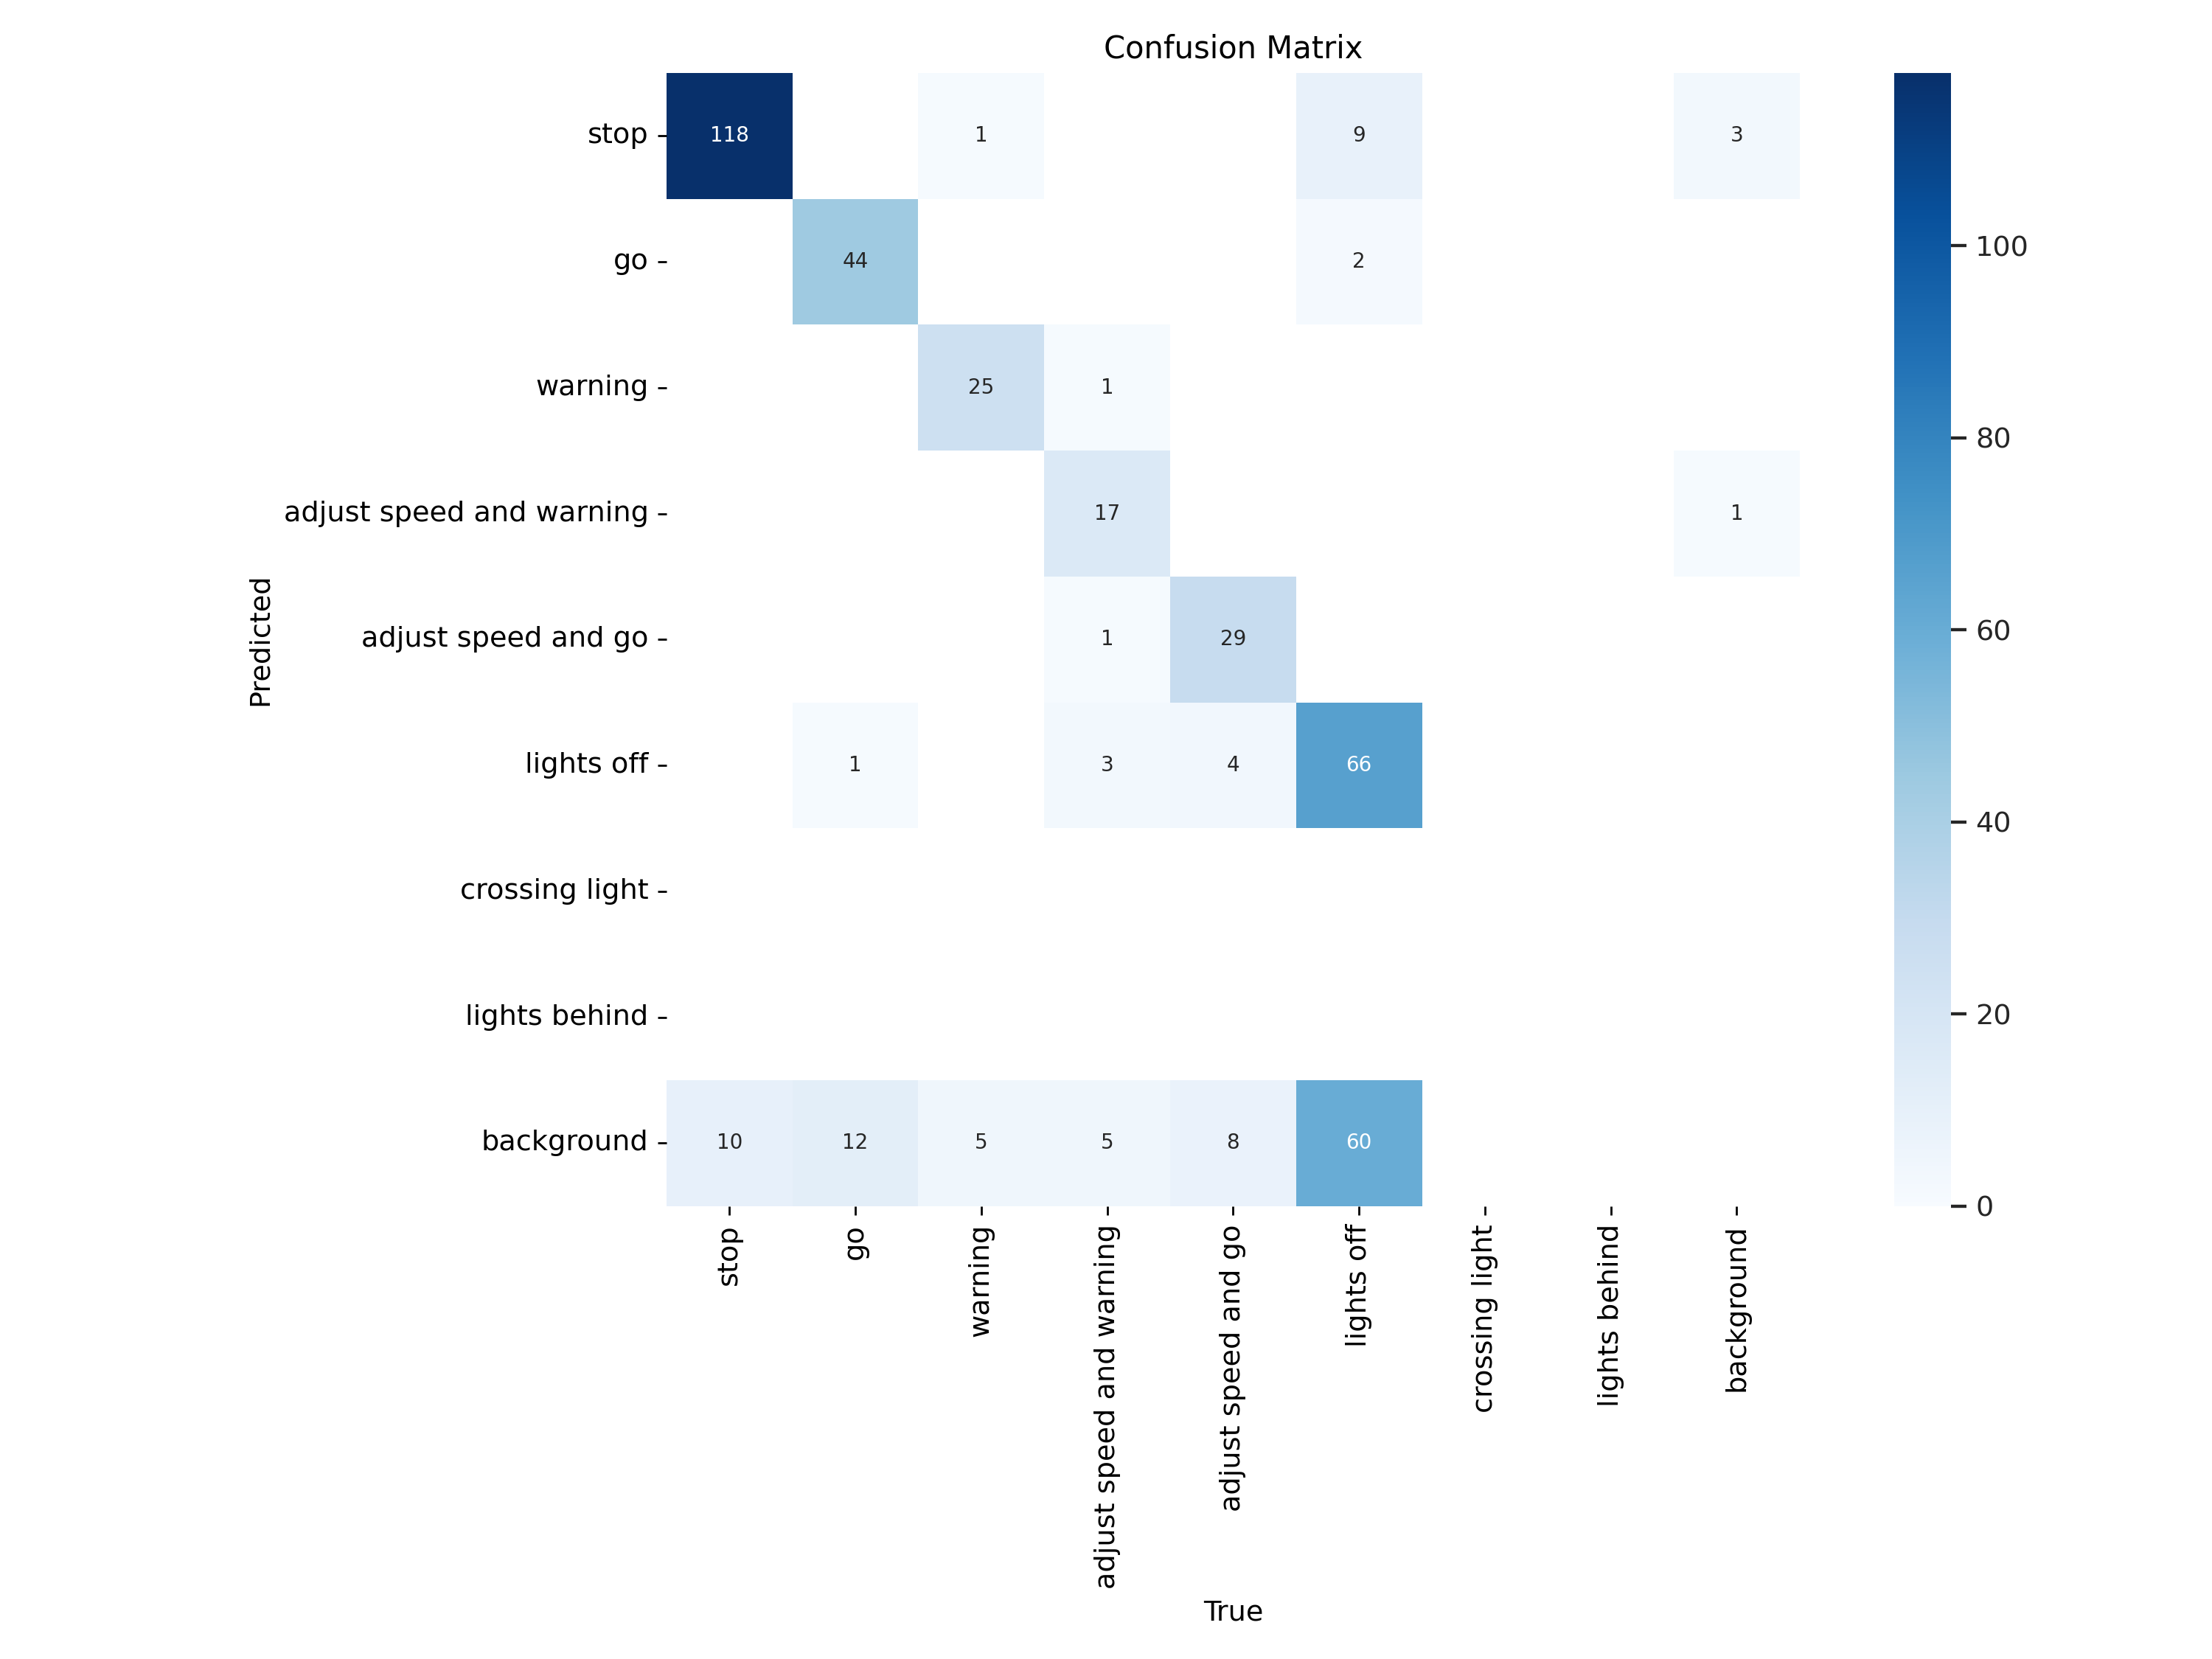 Confusion Matrix
stop 118 1 9 3
go 44 2
warning 25 1
adjust speed and warning 17 1
adjust speed and go 1 29
lights off 1 3 4 66
crossing light
lights behind
background 10 12 5 5 8 60
Predicted
stop
go
warning
adjust speed and warning
adjust speed and go
lights off
crossing light
lights behind
background
True
100
80
60
40
20
0